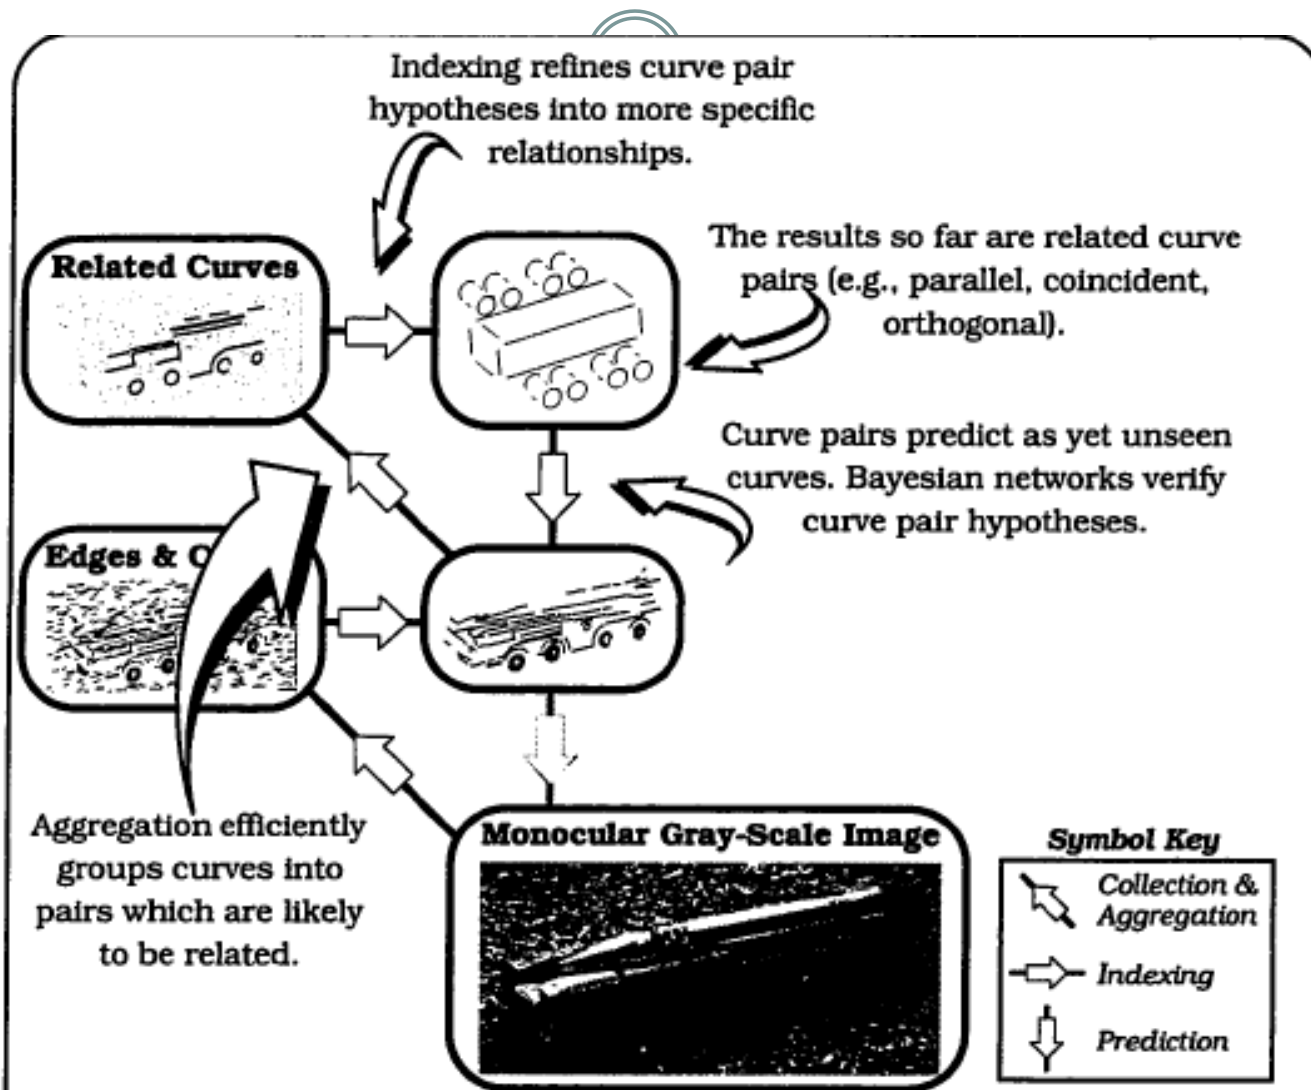 Indexing refines curve pair
hypotheses into more specific
relationships.
Related Curves
The results so far are related curve
pairs (e.g., parallel, coincident,
orthogonal).
Curve pairs predict as yet unseen
curves. Bayesian networks verify
curve pair hypotheses.
Edges & C
Aggregation efficiently
groups curves into
pairs which are likely
to be related.
Monocular Gray-Scale Image
Symbol Key
Collection &
Aggregation
Indexing
Prediction